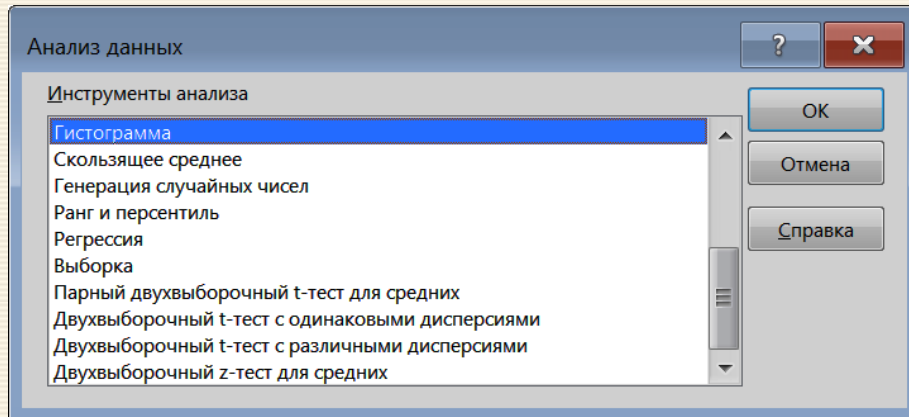 Анализ данных
?
Инструменты анализа
Гистограмма
Скользящее среднее
Генерация случайных чисел
Ранг и персентиль
Регрессия
Выборка
Парный двухвыборочный t-тест для средних
Двухвыборочный t-тест с одинаковыми дисперсиями
Двухвыборочный t-тест с различными дисперсиями
Двухвыборочный z-тест для средних
ОК
Отмена
Справка